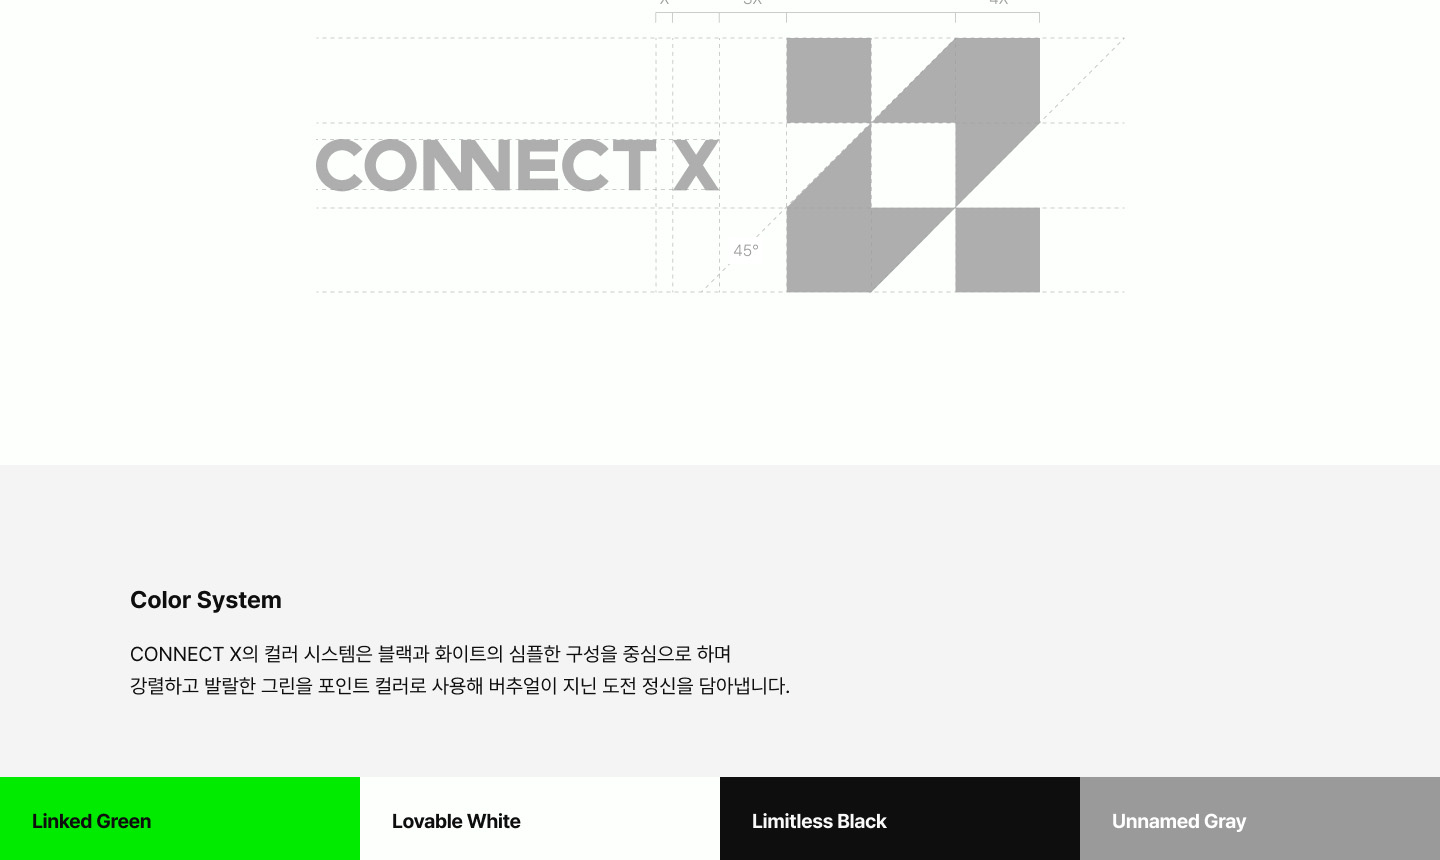 X 3X 4X
CONNECT X
45°
Color System
CONNECT X의 컬러 시스템은 블랙과 화이트의 심플한 구성을 중심으로 하며
강렬하고 발랄한 그린을 포인트 컬러로 사용해 버추얼이 지닌 도전 정신을 담아냅니다.
Linked Green
Lovable White
Limitless Black
Unnamed Gray